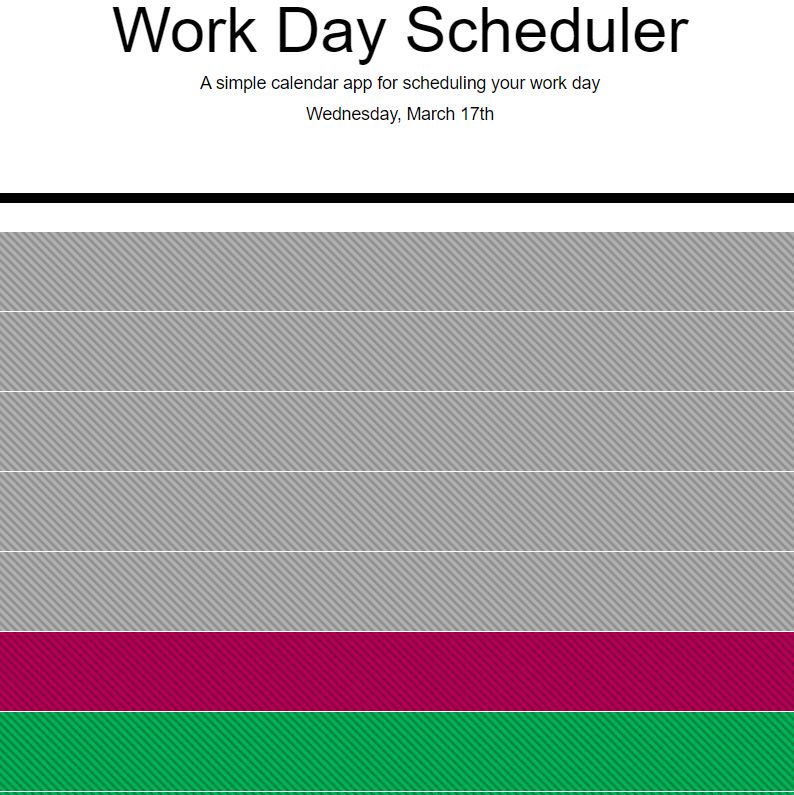 Work Day Scheduler
A simple calendar app for scheduling your work day
Wednesday, March 17th